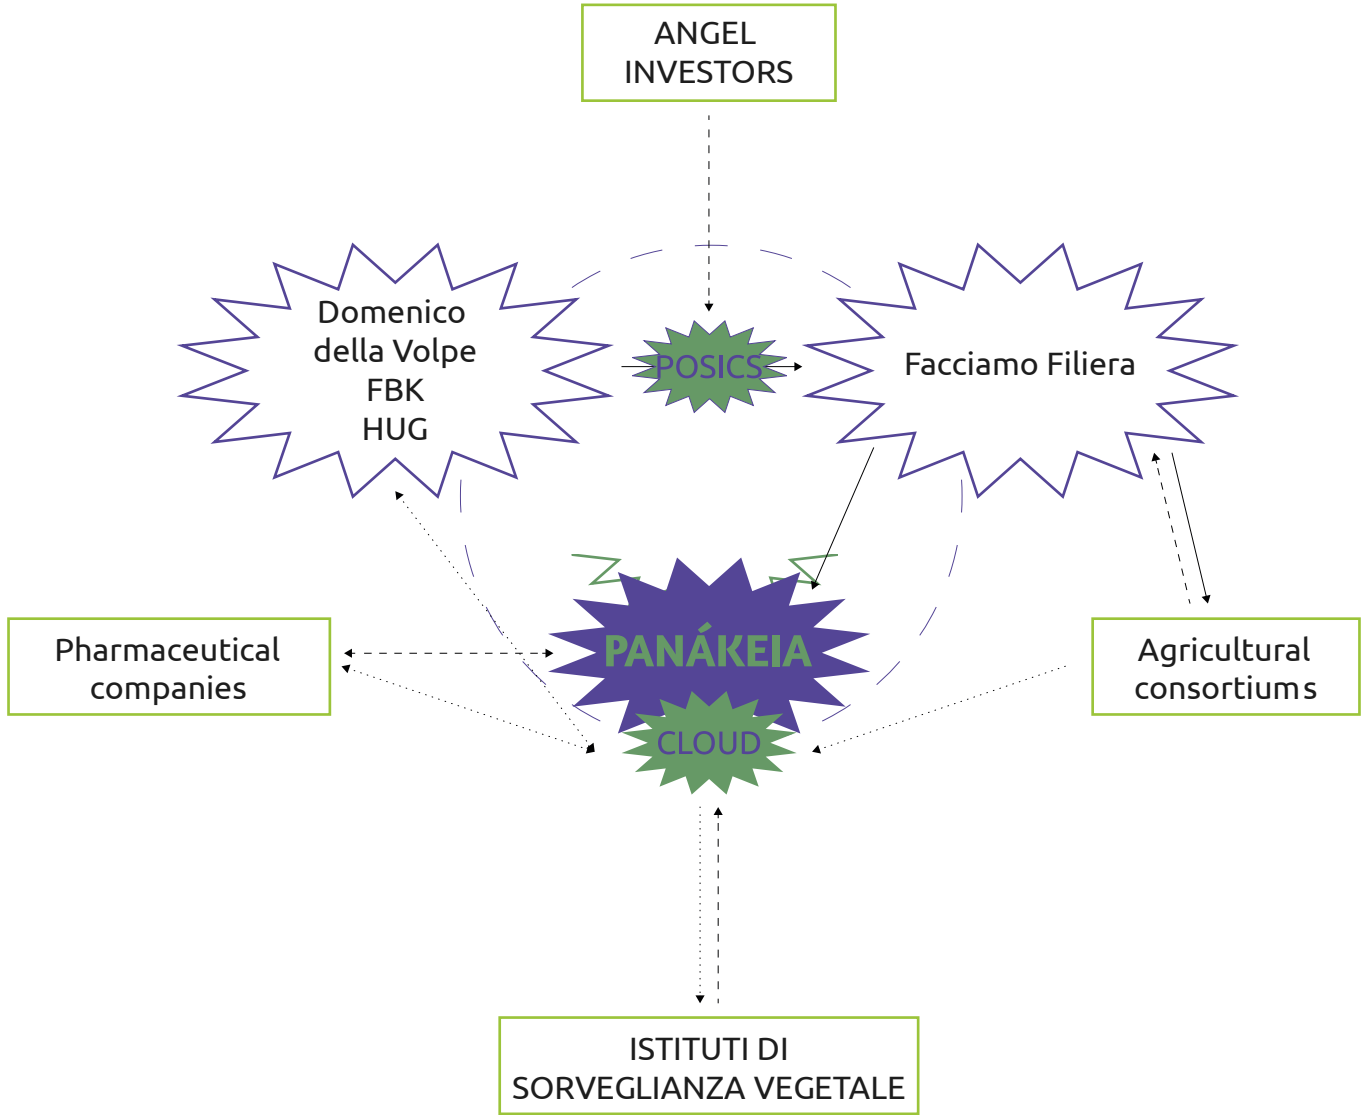 ANGEL
INVESTORS
Domenico
della Volpe
FBK
HUG
POSICS
Facciamo Filiera
Pharmaceutical
companies
PANÁKEIA
CLOUD
Agricultural
consortiums
ISTITUTI DI
SORVEGLIANZA VEGETALE